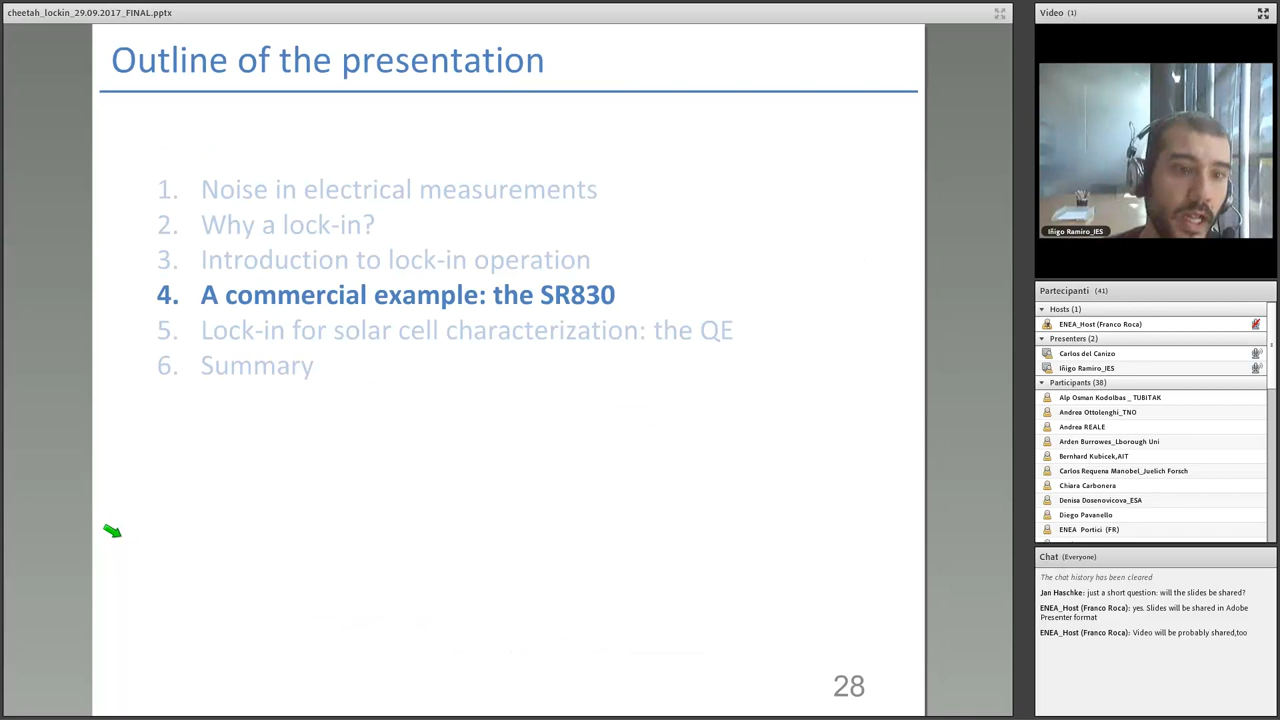 cheetah_lockin_29.09.2017_FINAL.pptx
Outline of the presentation
1. Noise in electrical measurements
2. Why a lock-in?
3. Introduction to lock-in operation
4. A commercial example: the SR830
5. Lock-in for solar cell characterization: the QE
6. Summary
28
Video (1)
Iñigo Ramiro_IES
Partecipanti (41)
Hosts (1)
ENEA_Host (Franco Roca)
Presenters (2)
Carlos del Canizo
Iñigo Ramiro_IES
Participants (38)
Alp Osman Kodolbas _ TUBITAK
Andrea Ottolenghi_TNO
Andrea REALE
Arden Burrowes_Lborough Uni
Bernhard Kubicek,AIT
Carlos Requena Manobel_Juelich Forsch
Chiara Carbonera
Denisa Dosenovicova_ESA
Diego Pavanello
ENEA Portici (FR)
Chat (Everyone)
The chat history has been cleared
Jan Haschke: just a short question: will the slides be shared?
ENEA_Host (Franco Roca): yes. Slides will be shared in Adobe
Presenter format
ENEA_Host (Franco Roca): Video will be probably shared,too